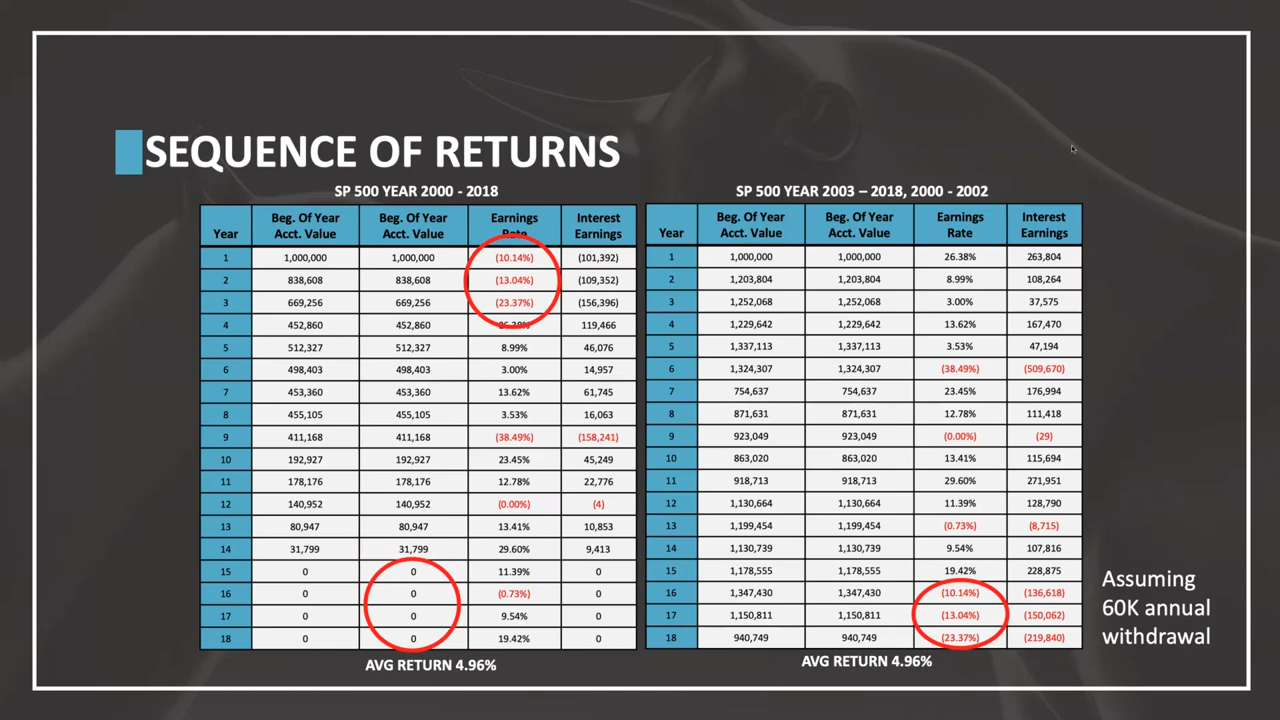 SEQUENCE OF RETURNS
SP 500 YEAR 2000 - 2018
Year Beg. Of Year Acct. Value Beg. Of Year Acct. Value Earnings Rate Interest Earnings
1 1,000,000 1,000,000 (10.14%) (101,392)
2 838,608 838,608 (13.04%) (109,352)
3 669,256 669,256 (23.37%) (156,396)
4 452,860 452,860 26.38% 119,466
5 512,327 512,327 8.99% 46,076
6 498,403 498,403 3.00% 14,957
7 453,360 453,360 13.62% 61,745
8 455,105 455,105 3.53% 16,063
9 411,168 411,168 (38.49%) (158,241)
10 192,927 192,927 23.45% 45,249
11 178,176 178,176 12.78% 22,776
12 140,952 140,952 (0.00%) (4)
13 80,947 80,947 13.41% 10,853
14 31,799 31,799 29.60% 9,413
15 0 0 11.39% 0
16 0 0 (0.73%) 0
17 0 0 9.54% 0
18 0 0 19.42% 0
AVG RETURN 4.96%
SP 500 YEAR 2003 – 2018, 2000 - 2002
Year Beg. Of Year Acct. Value Beg. Of Year Acct. Value Earnings Rate Interest Earnings
1 1,000,000 1,000,000 26.38% 263,804
2 1,203,804 1,203,804 8.99% 108,264
3 1,252,068 1,252,068 3.00% 37,575
4 1,229,642 1,229,642 13.62% 167,470
5 1,337,113 1,337,113 3.53% 47,194
6 1,324,307 1,324,307 (38.49%) (509,670)
7 754,637 754,637 23.45% 176,994
8 871,631 871,631 12.78% 111,418
9 923,049 923,049 (0.00%) (29)
10 863,020 863,020 13.41% 115,694
11 918,713 918,713 29.60% 271,951
12 1,130,664 1,130,664 11.39% 128,790
13 1,199,454 1,199,454 (0.73%) (8,715)
14 1,130,739 1,130,739 9.54% 107,816
15 1,178,555 1,178,555 19.42% 228,875
16 1,347,430 1,347,430 (10.14%) (136,618)
17 1,150,811 1,150,811 (13.04%) (150,062)
18 940,749 940,749 (23.37%) (219,840)
AVG RETURN 4.96%
Assuming
60K annual
withdrawal